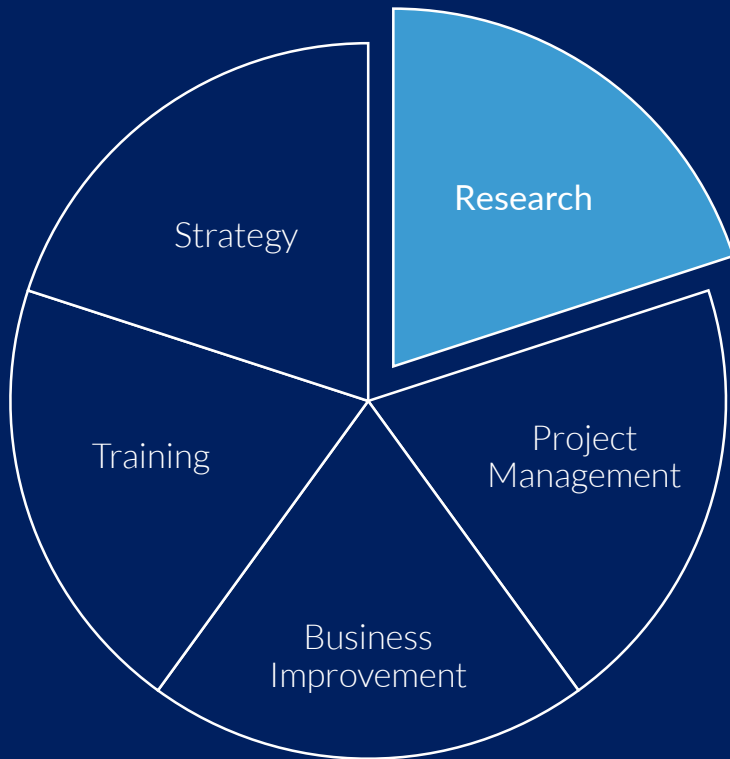 Research
Strategy
Project
Management
Training
Business
Improvement